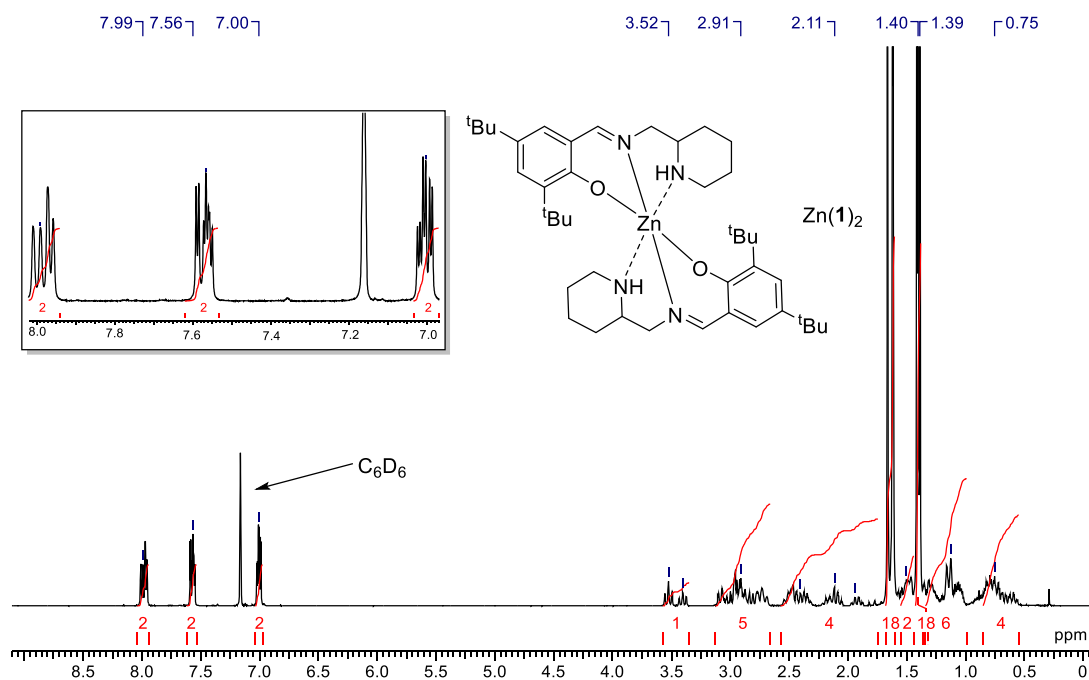 7.99 7.56 7.00 3.52 2.91 2.11 1.40 1.39 0.75
tBu
N
HN
O
tBu
Zn
Zn(1)2
tBu
O
NH
N
tBu
2 2 2
8.0 7.8 7.6 7.4 7.2 7.0
C6D6
2 2 2 1 5 4 18 2 18 6 4
ppm
8.5 8.0 7.5 7.0 6.5 6.0 5.5 5.0 4.5 4.0 3.5 3.0 2.5 2.0 1.5 1.0 0.5 0